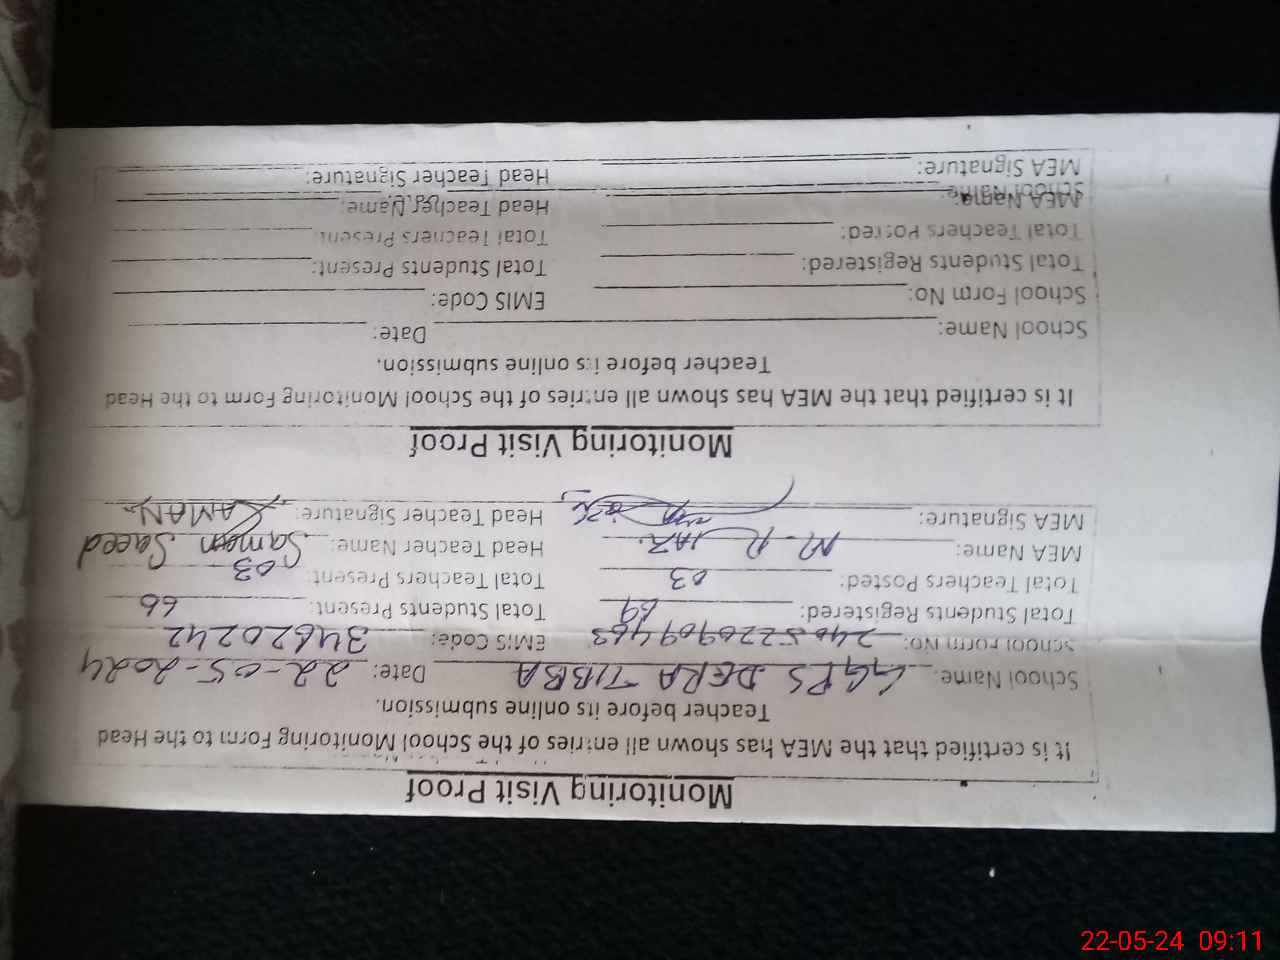 Monitoring Visit Proof
It is certified that the MEA has shown all entries of the School Monitoring Form to the Head
Teacher before its online submission.
School Name: GGPS DERA TIBBA Date: 22-05-2024
School Form No: EMIS Code: 34620242
Total Students Registered: 69 Total Students Present: 66
Total Teachers Posted: 03 Total Teachers Present: 03
MEA Name: Head Teacher Name: Saman Saeed
MEA Signature: Head Teacher Signature: SAMAN
Monitoring Visit Proof
It is certified that the MEA has shown all entries of the School Monitoring Form to the Head
Teacher before its online submission.
School Name: Date:
School Form No: EMIS Code:
Total Students Registered: Total Students Present:
Total Teachers Posted: Total Teachers Present:
MEA Name: Head Teacher Name:
School Name:
MEA Signature: Head Teacher Signature:
22-05-24 09:11